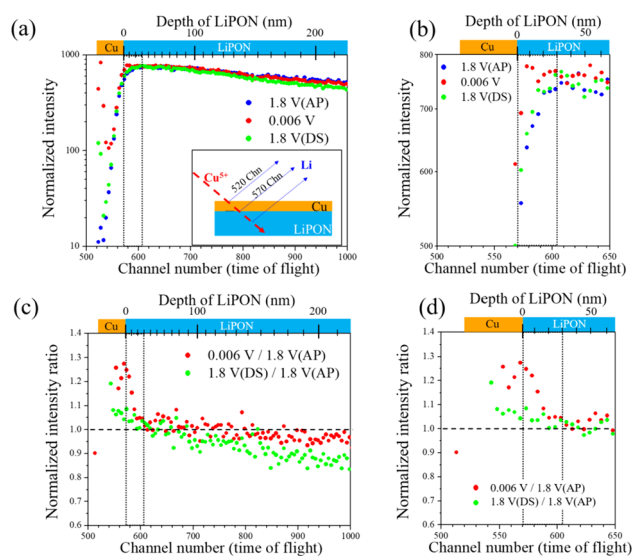 (a)
Depth of LiPON (nm)
0 100 200
Cu LiPON
Normalized intensity
1000
100
10
1.8 V(AP)
0.006 V
1.8 V(DS)
Cu5+
520 Chn
570 Chn
Li
Cu
LiPON
500 600 700 800 900 1000
Channel number (time of flight)
(b)
Depth of LiPON (nm)
0 50
Cu LiPON
Normalized intensity
800
700
600
500
1.8 V(AP)
0.006 V
1.8 V(DS)
500 550 600 650
Channel number (time of flight)
(c)
Depth of LiPON (nm)
0 100 200
Cu LiPON
Normalized intensity ratio
1.4
1.3
1.2
1.1
1.0
0.9
0.8
0.7
0.6
0.006 V / 1.8 V(AP)
1.8 V(DS) / 1.8 V(AP)
500 600 700 800 900 1000
Channel number (time of flight)
(d)
Depth of LiPON (nm)
0 50
Cu LiPON
Normalized intensity ratio
1.4
1.3
1.2
1.1
1.0
0.9
0.8
0.7
0.6
0.006 V / 1.8 V(AP)
1.8 V(DS) / 1.8 V(AP)
500 550 600 650
Channel number (time of flight)